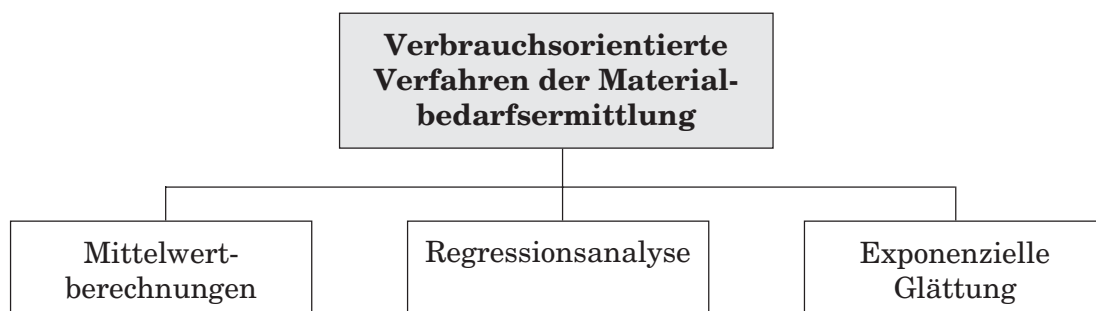 Verbrauchsorientierte
Verfahren der Material-
bedarfsermittlung
Mittelwert-
berechnungen
Regressionsanalyse
Exponenzielle
Glättung